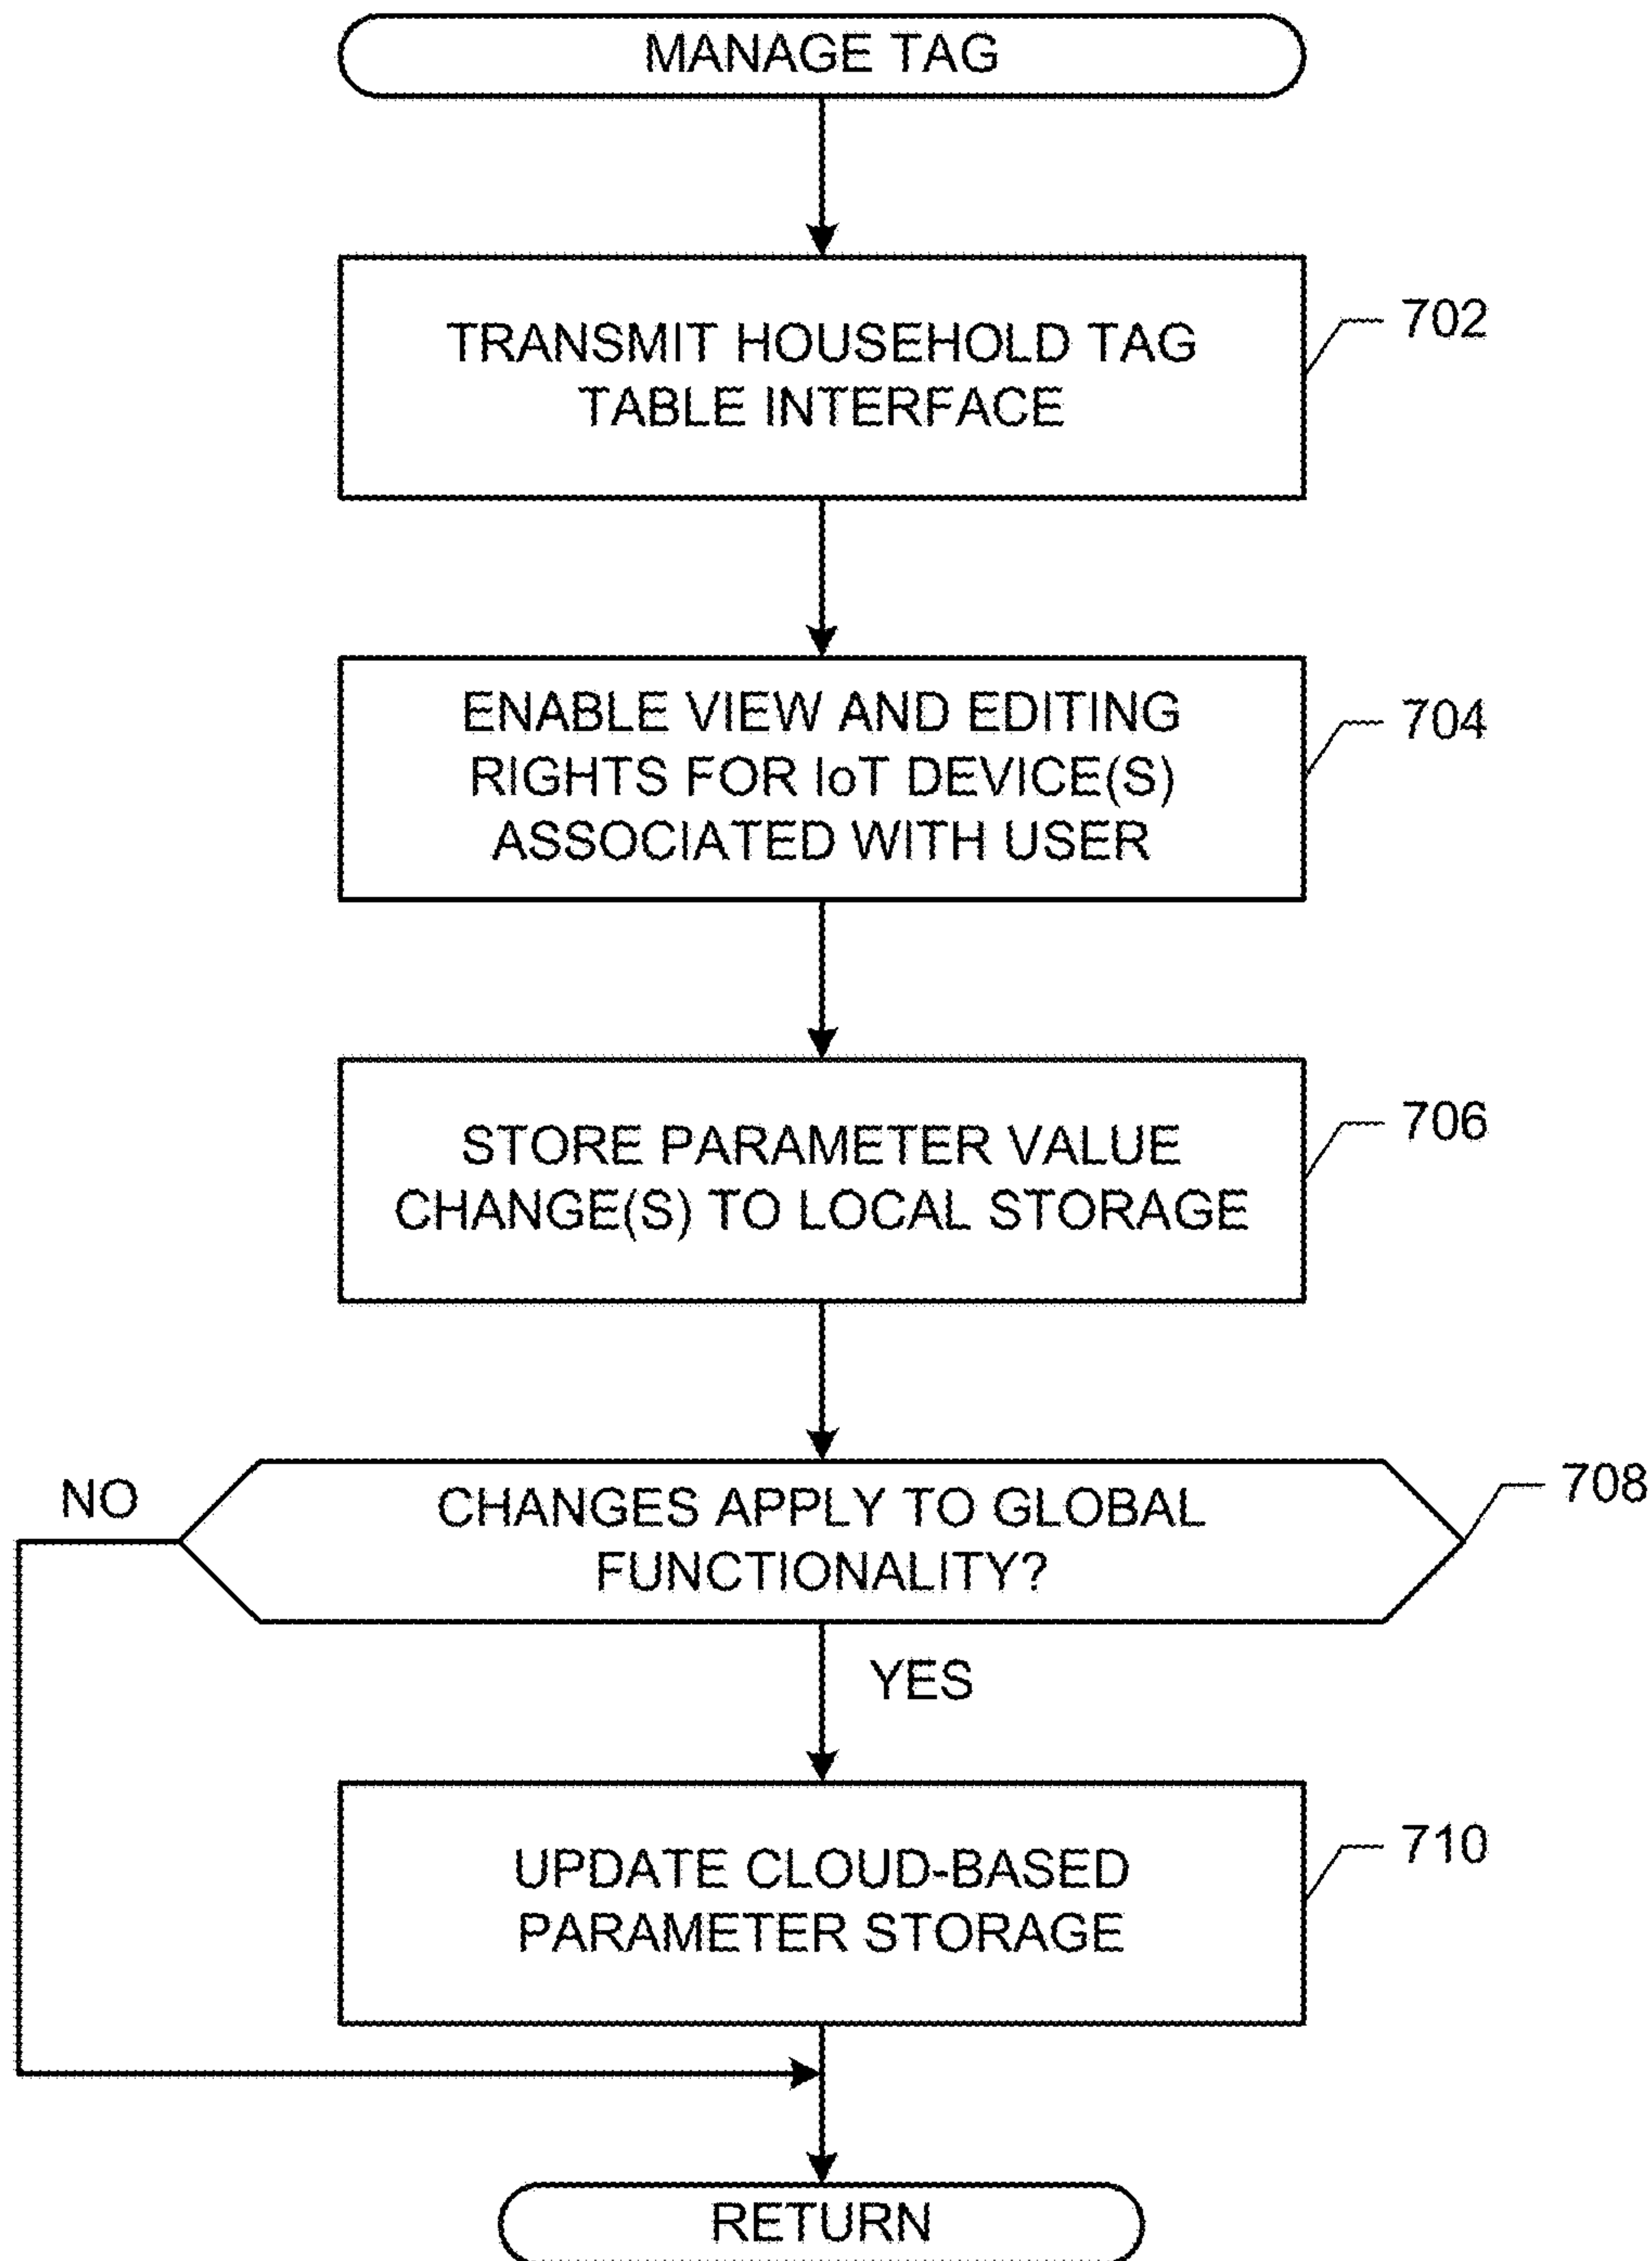 MANAGE TAG
TRANSMIT HOUSEHOLD TAG
TABLE INTERFACE
702
ENABLE VIEW AND EDITING
RIGHTS FOR IoT DEVICE(S)
ASSOCIATED WITH USER
704
STORE PARAMETER VALUE
CHANGE(S) TO LOCAL STORAGE
706
NO
CHANGES APPLY TO GLOBAL
FUNCTIONALITY?
708
YES
UPDATE CLOUD-BASED
PARAMETER STORAGE
710
RETURN